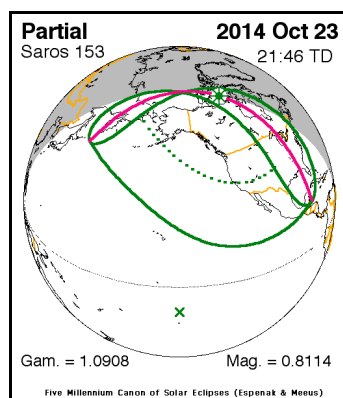 Partial 2014 Oct 23
Saros 153 21:46 TD
Gam. = 1.0908 Mag. = 0.8114
Five Millennium Canon of Solar Eclipses (Espenak & Meeus)